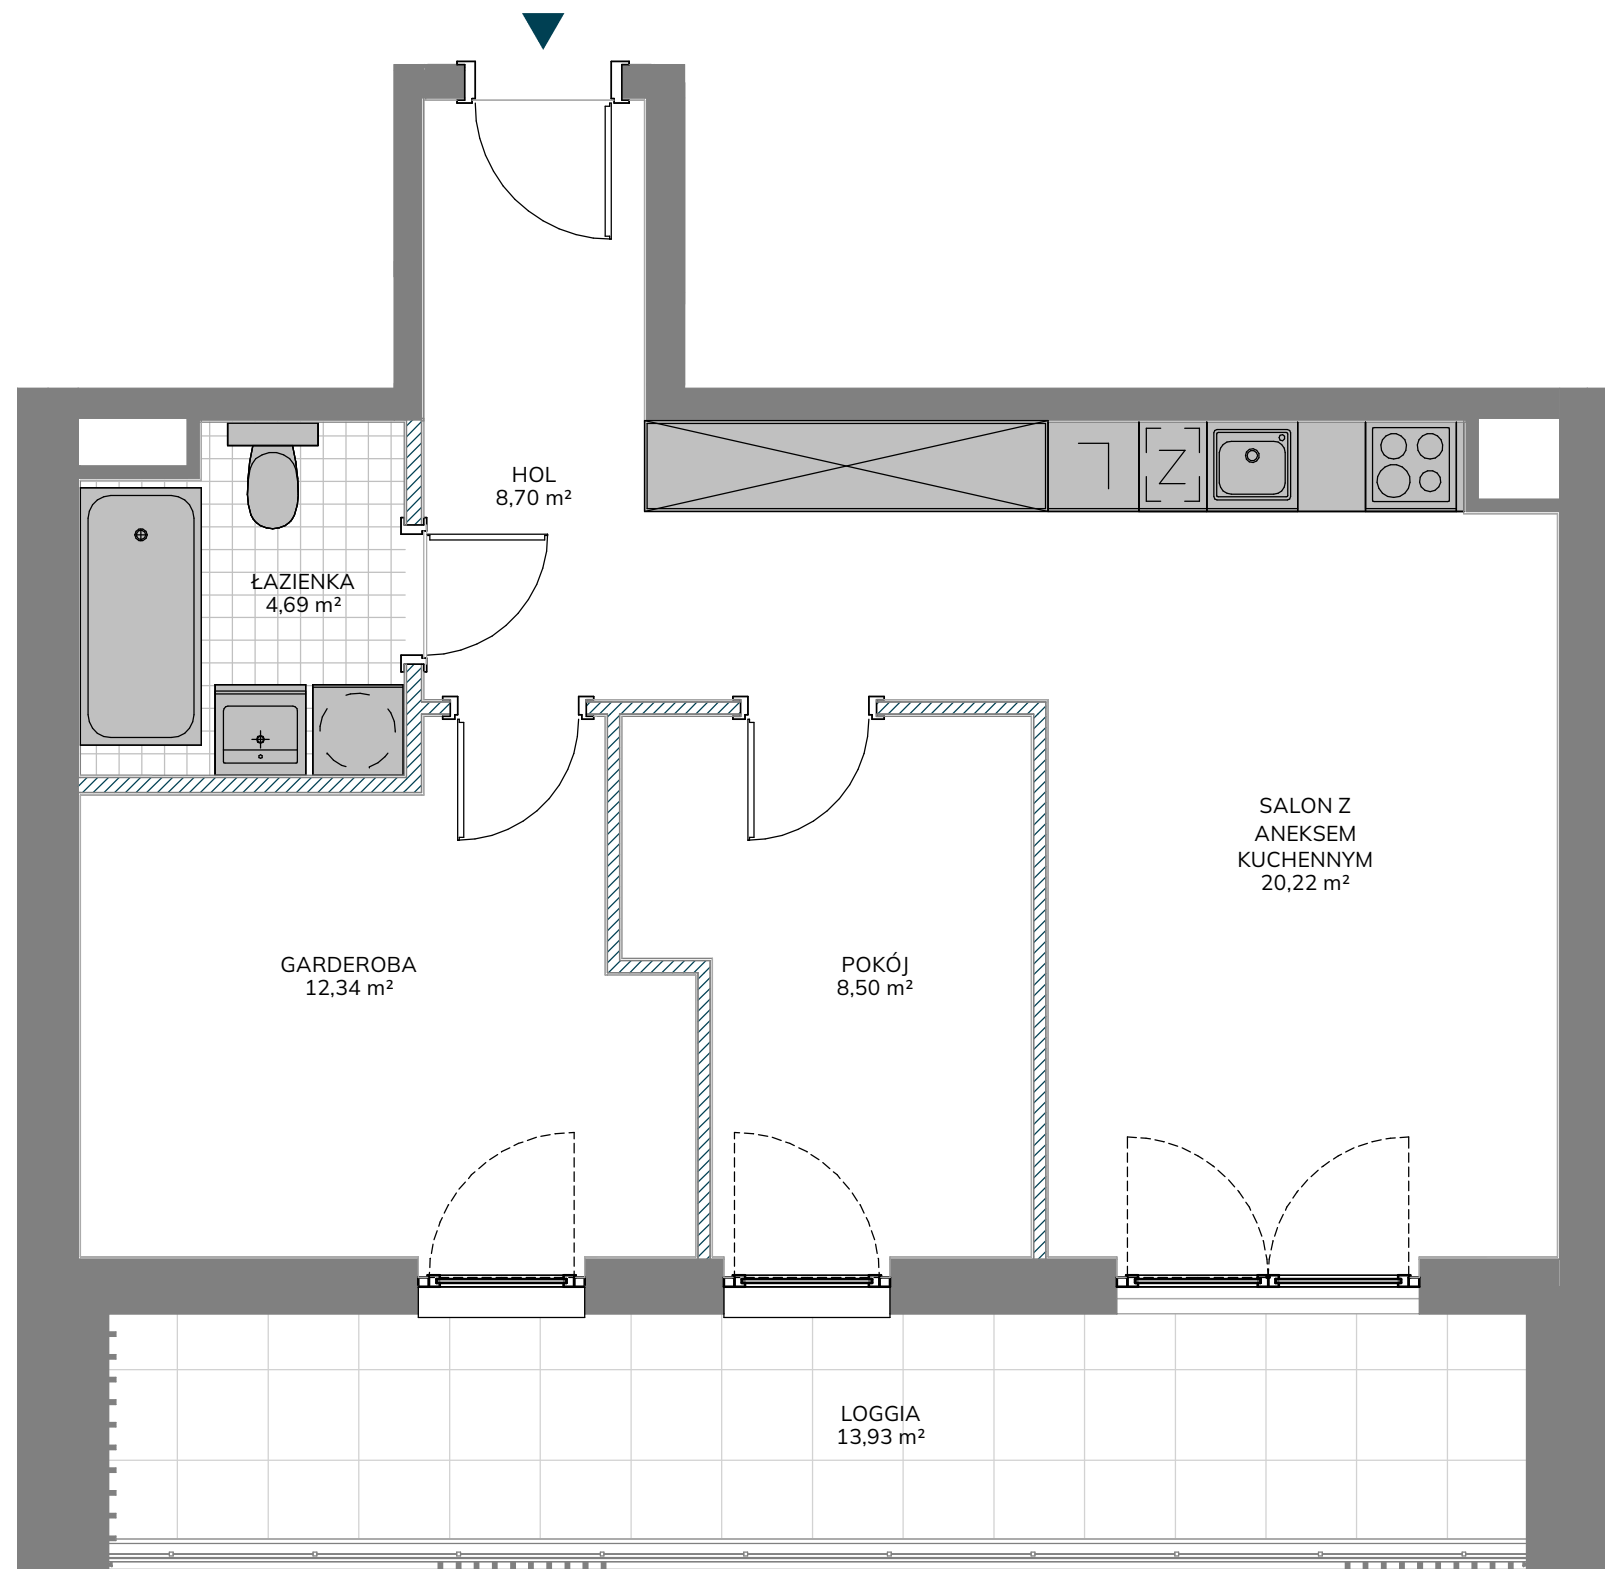 HOL
8,70 m²
Z
ŁAZIENKA
4,69 m²
SALON Z
ANEKSEM
KUCHENNYM
20,22 m²
GARDEROBA
12,34 m²
POKÓJ
8,50 m²
LOGGIA
13,93 m²